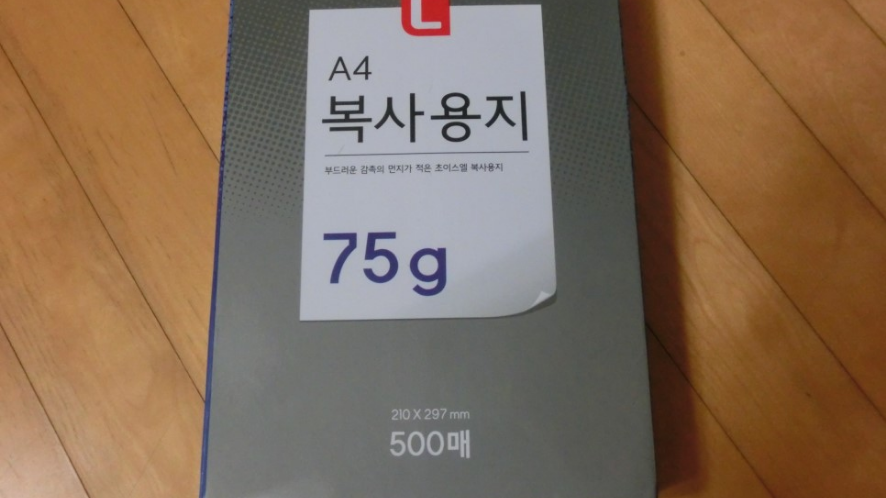 L
A4
복사용지
부드러운 감촉의 먼지가 적은 초이스엘 복사용지
75g
210 X 297 mm
500매